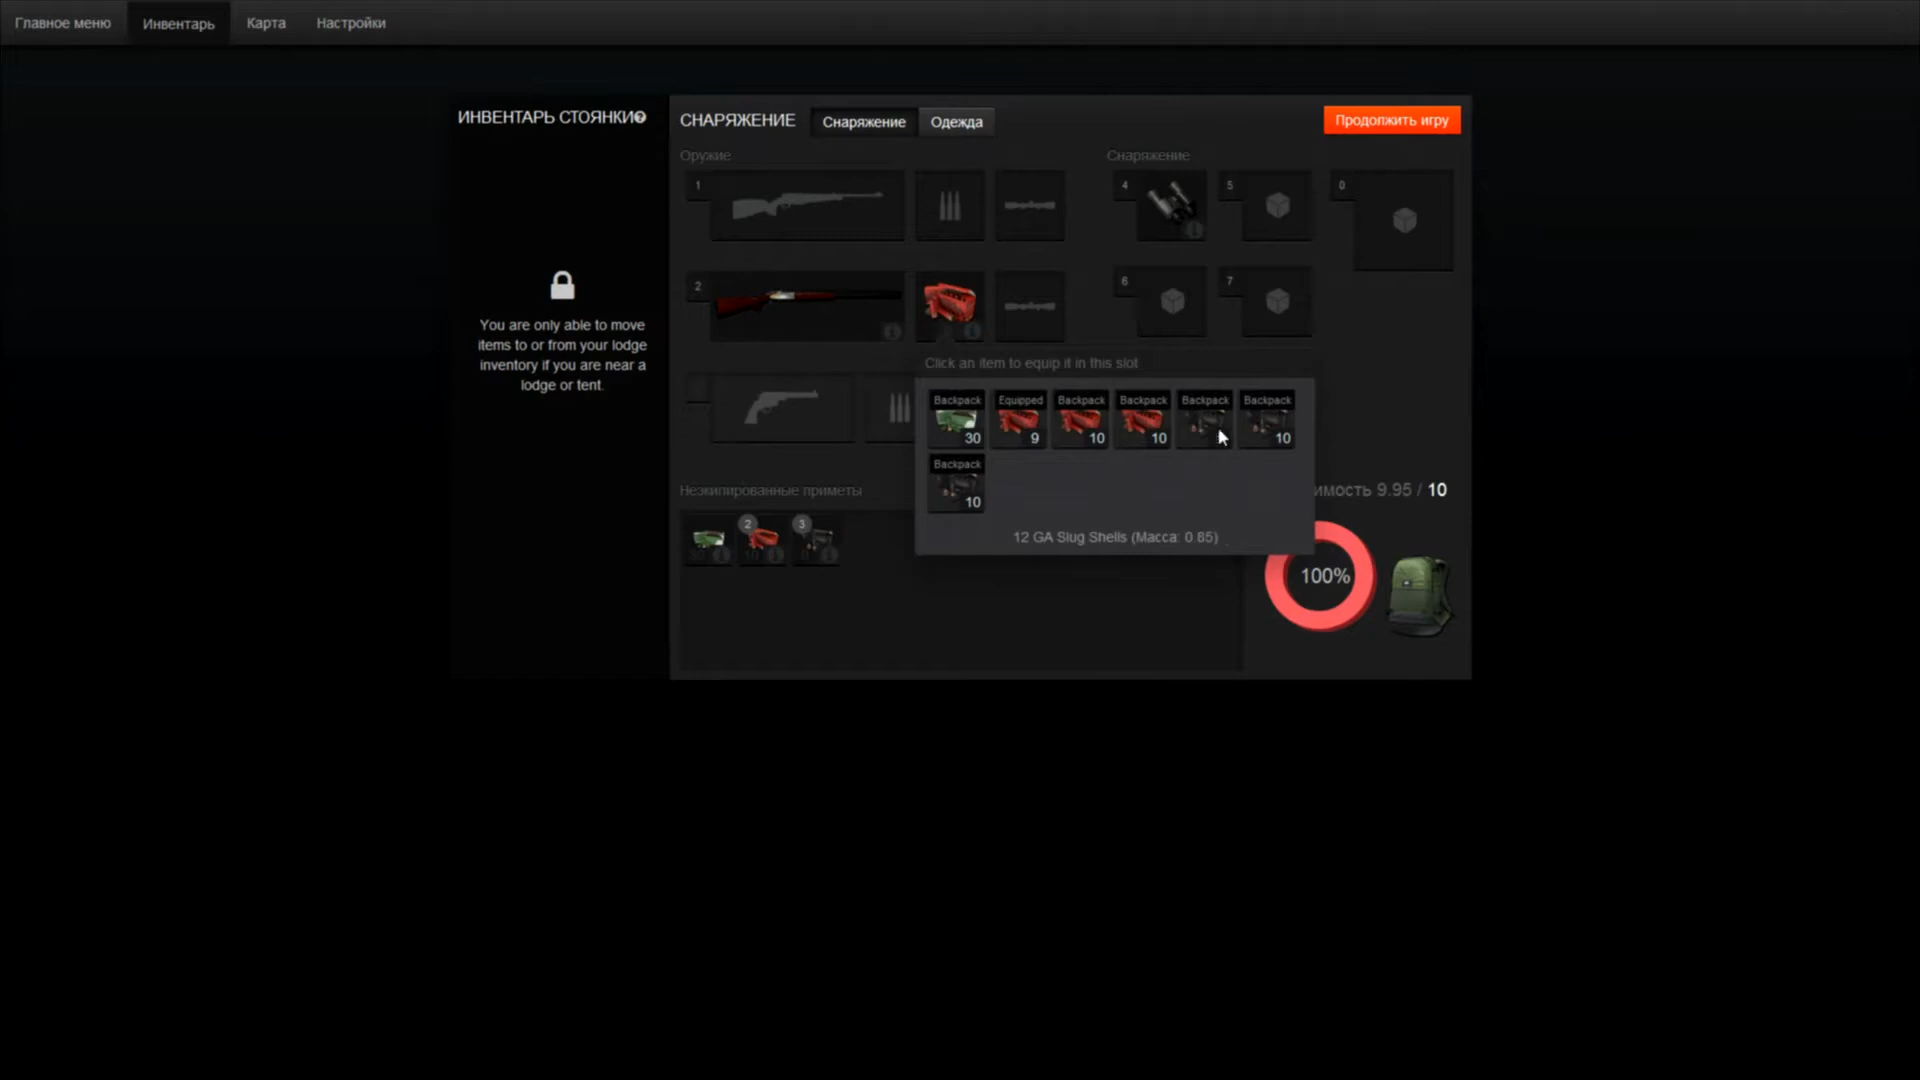 Главное меню
Инвентарь
Карта
Настройки
ИНВЕНТАРЬ СТОЯНКИ
You are only able to move
items to or from your lodge
inventory if you are near a
lodge or tent.
СНАРЯЖЕНИЕ
Снаряжение
Одежда
Продолжить игру
Оружие
Снаряжение
1
2
4
5
0
6
7
Click an item to equip it in this slot
Backpack Equipped Backpack Backpack Backpack Backpack
30 9 10 10 10
Backpack
10
12 GA Slug Shells (Масса: 0.85)
Незкипированные приметы
2 3
30 10
имость 9.95 / 10
100%